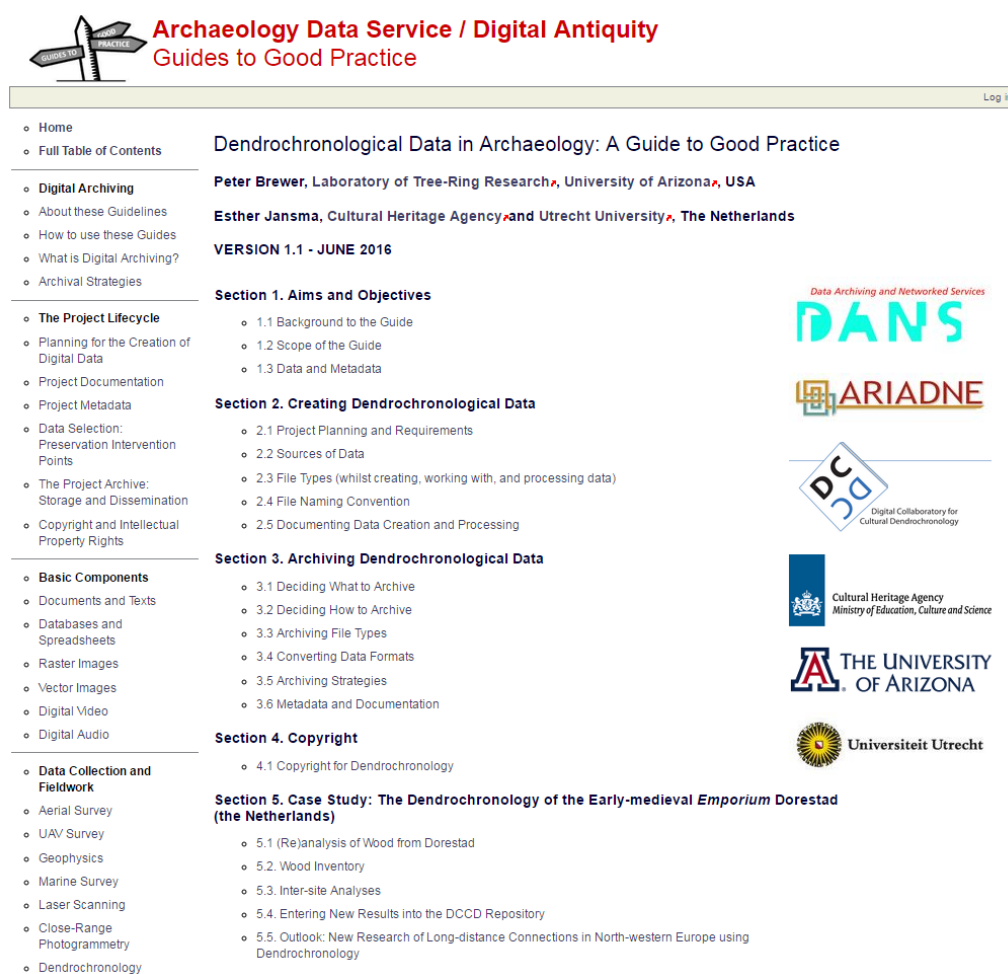 GUIDES TO
GOOD
PRACTICE
Archaeology Data Service / Digital Antiquity
Guides to Good Practice
Log i
Home
Full Table of Contents
Digital Archiving
About these Guidelines
How to use these Guides
What is Digital Archiving?
Archival Strategies
The Project Lifecycle
Planning for the Creation of
Digital Data
Project Documentation
Project Metadata
Data Selection:
Preservation Intervention
Points
The Project Archive:
Storage and Dissemination
Copyright and Intellectual
Property Rights
Basic Components
Documents and Texts
Databases and
Spreadsheets
Raster Images
Vector Images
Digital Video
Digital Audio
Data Collection and
Fieldwork
Aerial Survey
UAV Survey
Geophysics
Marine Survey
Laser Scanning
Close-Range
Photogrammetry
Dendrochronology
Dendrochronological Data in Archaeology: A Guide to Good Practice
Peter Brewer, Laboratory of Tree-Ring Research, University of Arizona, USA
Esther Jansma, Cultural Heritage Agency and Utrecht University, The Netherlands
VERSION 1.1 - JUNE 2016
Section 1. Aims and Objectives
1.1 Background to the Guide
1.2 Scope of the Guide
1.3 Data and Metadata
Section 2. Creating Dendrochronological Data
2.1 Project Planning and Requirements
2.2 Sources of Data
2.3 File Types (whilst creating, working with, and processing data)
2.4 File Naming Convention
2.5 Documenting Data Creation and Processing
Section 3. Archiving Dendrochronological Data
3.1 Deciding What to Archive
3.2 Deciding How to Archive
3.3 Archiving File Types
3.4 Converting Data Formats
3.5 Archiving Strategies
3.6 Metadata and Documentation
Section 4. Copyright
4.1 Copyright for Dendrochronology
Section 5. Case Study: The Dendrochronology of the Early-medieval Emporium Dorestad
(the Netherlands)
5.1 (Re)analysis of Wood from Dorestad
5.2. Wood Inventory
5.3. Inter-site Analyses
5.4. Entering New Results into the DCCD Repository
5.5. Outlook: New Research of Long-distance Connections in North-western Europe using
Dendrochronology
Data Archiving and Networked Services
DANS
ARIADNE
DC
CD
Digital Collaboratory for
Cultural Dendrochronology
Cultural Heritage Agency
Ministry of Education, Culture and Science
A
THE UNIVERSITY
OF ARIZONA
Universiteit Utrecht